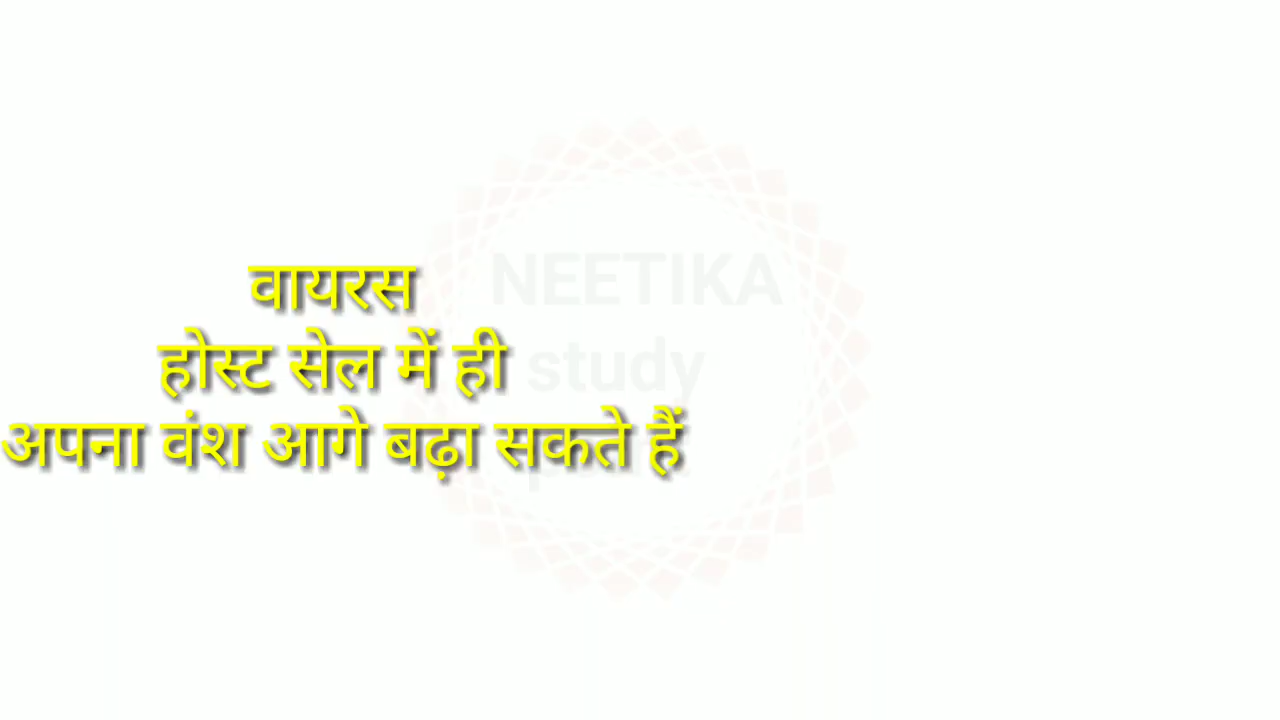 वायरस
होस्ट सेल में ही
अपना वंश आगे बढ़ा सकते हैं
NEETIKA
study